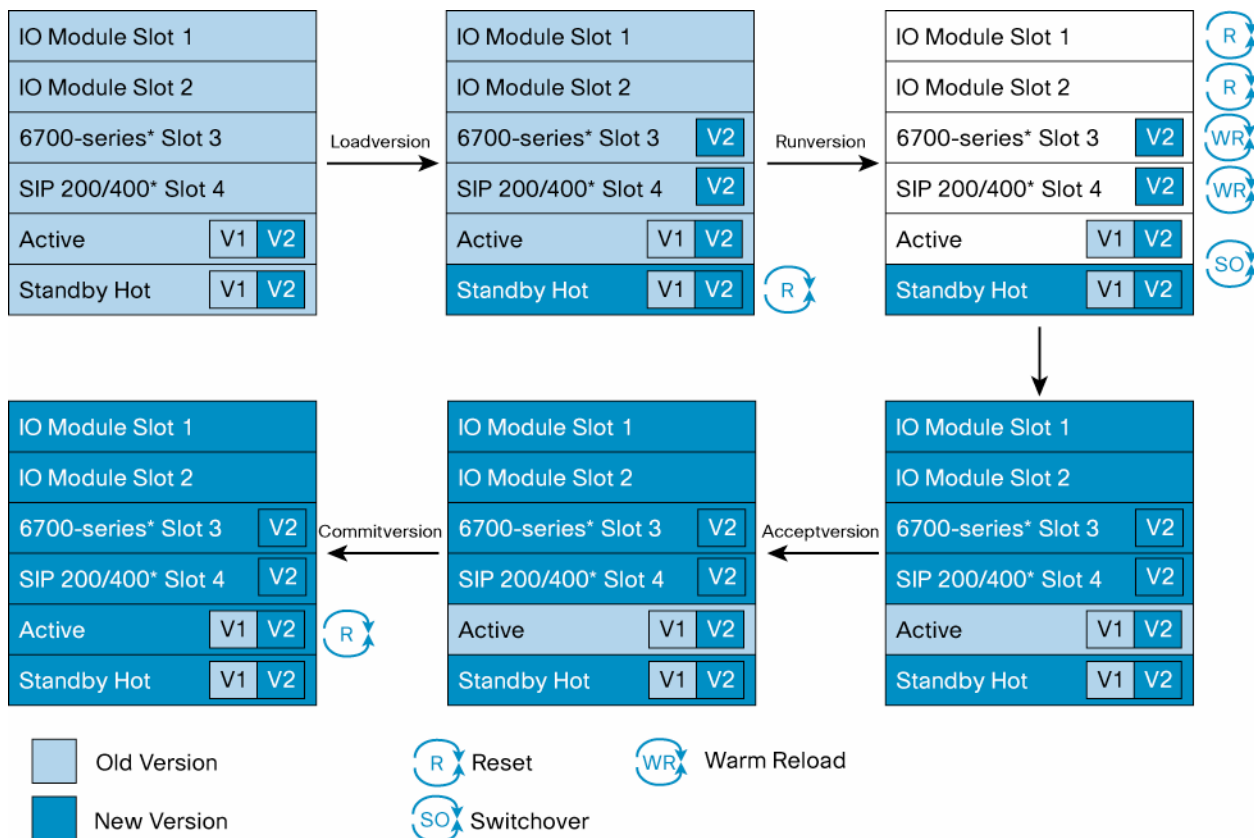 IO Module Slot 1
IO Module Slot 2
6700-series* Slot 3
SIP 200/400* Slot 4
Active V1 V2
Standby Hot V1 V2
Loadversion
IO Module Slot 1
IO Module Slot 2
6700-series* Slot 3 V2
SIP 200/400* Slot 4 V2
Active V1 V2
Standby Hot V1 V2 R
Runversion
IO Module Slot 1 R
IO Module Slot 2 R
6700-series* Slot 3 V2 WR
SIP 200/400* Slot 4 V2 WR
Active V1 V2
SO
Standby Hot V1 V2
IO Module Slot 1
IO Module Slot 2
6700-series* Slot 3 V2
SIP 200/400* Slot 4 V2
Active V1 V2
Standby Hot V1 V2
Acceptversion
IO Module Slot 1
IO Module Slot 2
6700-series* Slot 3 V2
SIP 200/400* Slot 4 V2
Active V1 V2
Standby Hot V1 V2
Commitversion
IO Module Slot 1
IO Module Slot 2
6700-series* Slot 3 V2
SIP 200/400* Slot 4 V2
Active V1 V2 R
Standby Hot V1 V2
Old Version
R Reset
WR Warm Reload
New Version
SO Switchover